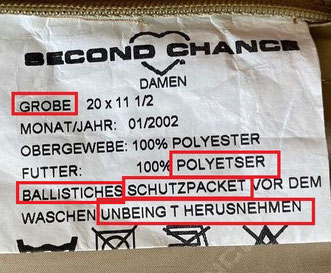 SECOND CHANCE
DAMEN
GROBE 20 x 11 1/2
MONAT/JAHR: 01/2002
OBERGEWEBE: 100% POLYESTER
FUTTER: 100% POLYETSER
BALLISTICHES SCHUTZPACKET VOR DEM
WASCHEN UNBEING T HERUSNEHMEN